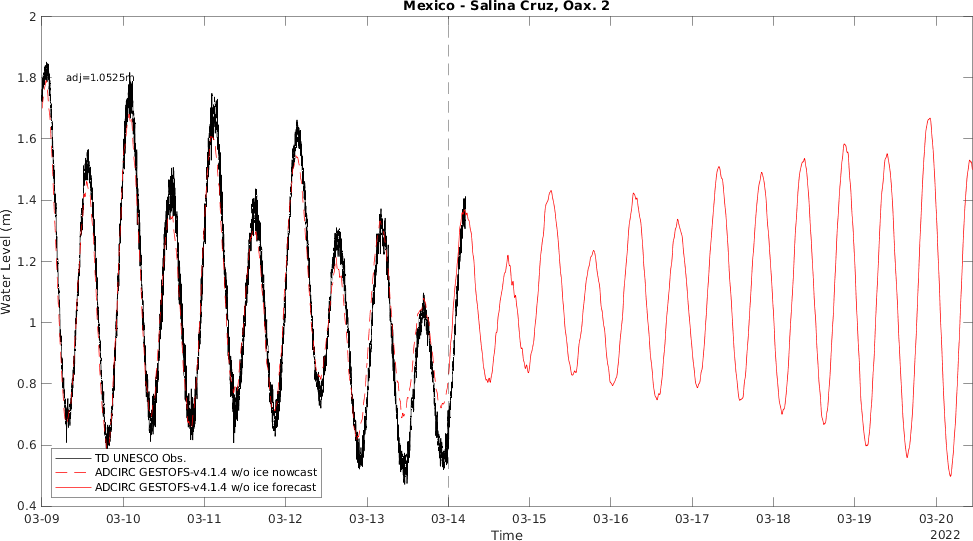 Mexico - Salina Cruz, Oax. 2
2
adj=1.0525m
1.8
1.6
1.4
1.2
1
0.8
0.6
0.4
Water Level (m)
TD UNESCO Obs.
ADCIRC GESTOFS-v4.1.4 w/o ice nowcast
ADCIRC GESTOFS-v4.1.4 w/o ice forecast
03-09 03-10 03-11 03-12 03-13 03-14 03-15 03-16 03-17 03-18 03-19 03-20
Time
2022